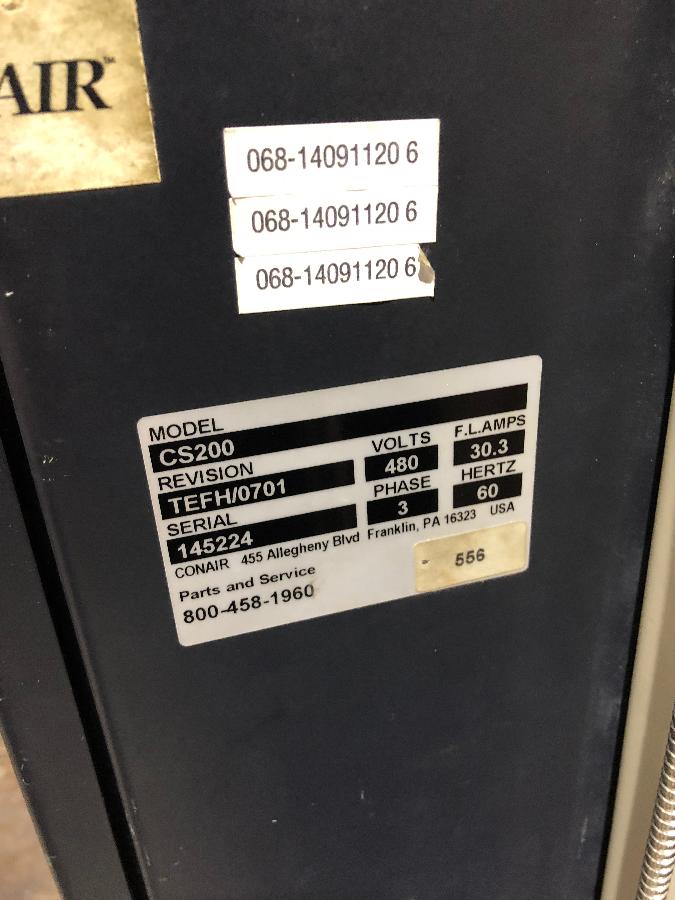 AIR™
068-14091120 6
068-14091120 6
068-14091120 6
MODEL
CS200
REVISION
TEFH/0701
SERIAL
145224
VOLTS
480
PHASE
3
F.L.AMPS
30.3
HERTZ
60
CONAIR 455 Allegheny Blvd Franklin, PA 16323 USA
Parts and Service
800-458-1960
556